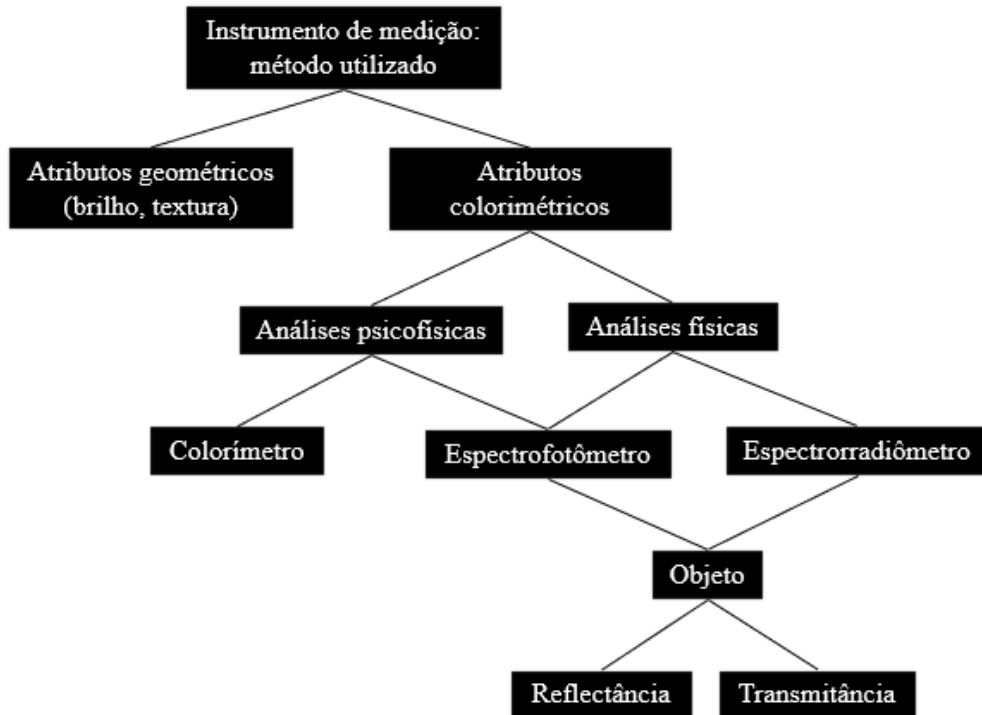 Instrumento de medição:
método utilizado
Atributos geométricos
(brilho, textura)
Atributos
colorimétricos
Análises psicofísicas
Análises físicas
Colorímetro
Espectrofotômetro
Espectrorradiômetro
Objeto
Reflectância
Transmitância